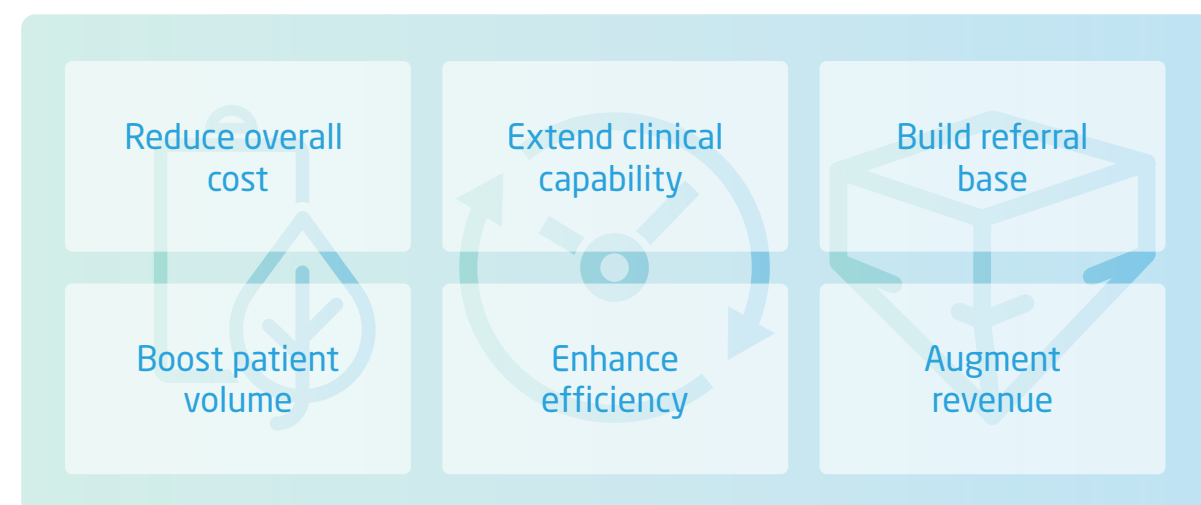 Reduce overall
cost
Extend clinical
capability
Build referral
base
Boost patient
volume
Enhance
efficiency
Augment
revenue